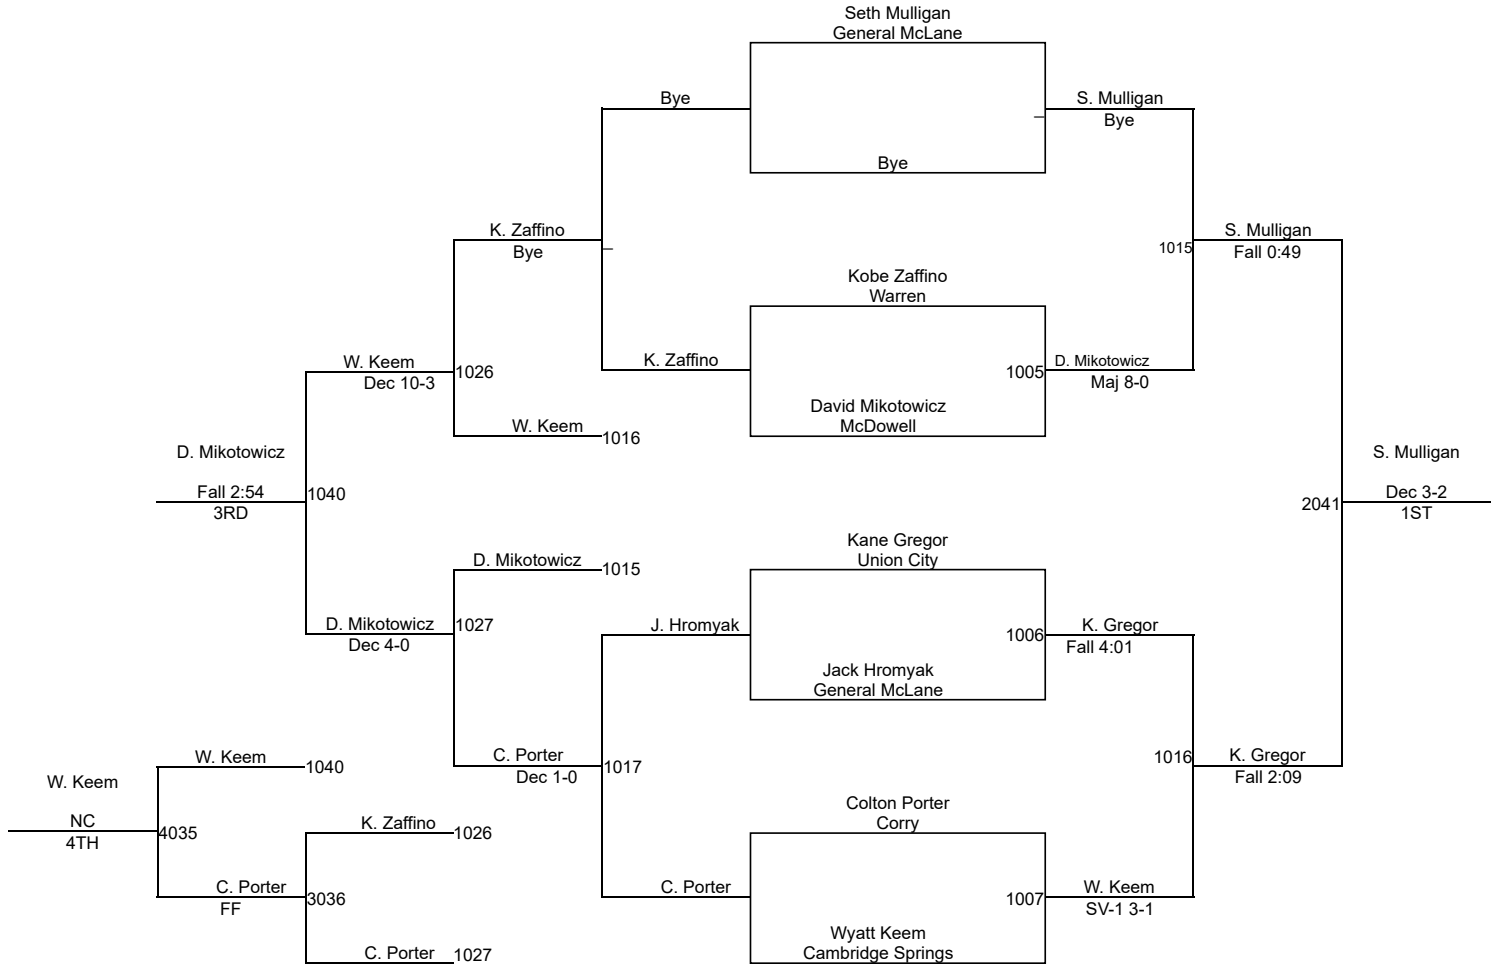 Seth Mulligan
General McLane
Bye
S. Mulligan
Bye
Bye
K. Zaffino
Bye
1015
S. Mulligan
Fall 0:49
Kobe Zaffino
Warren
W. Keem
Dec 10-3
1026
K. Zaffino
1005
D. Mikotowicz
Maj 8-0
David Mikotowicz
McDowell
W. Keem
1016
D. Mikotowicz
Fall 2:54
3RD
1040
S. Mulligan
2041
Dec 3-2
1ST
Kane Gregor
Union City
D. Mikotowicz
1015
D. Mikotowicz
Dec 4-0
1027
J. Hromyak
1006
K. Gregor
Fall 4:01
Jack Hromyak
General McLane
W. Keem
1040
C. Porter
Dec 1-0
1017
1016
K. Gregor
Fall 2:09
W. Keem
NC
4TH
4035
K. Zaffino
1026
Colton Porter
Corry
C. Porter
FF
3036
C. Porter
1007
W. Keem
SV-1 3-1
Wyatt Keem
Cambridge Springs
C. Porter
1027